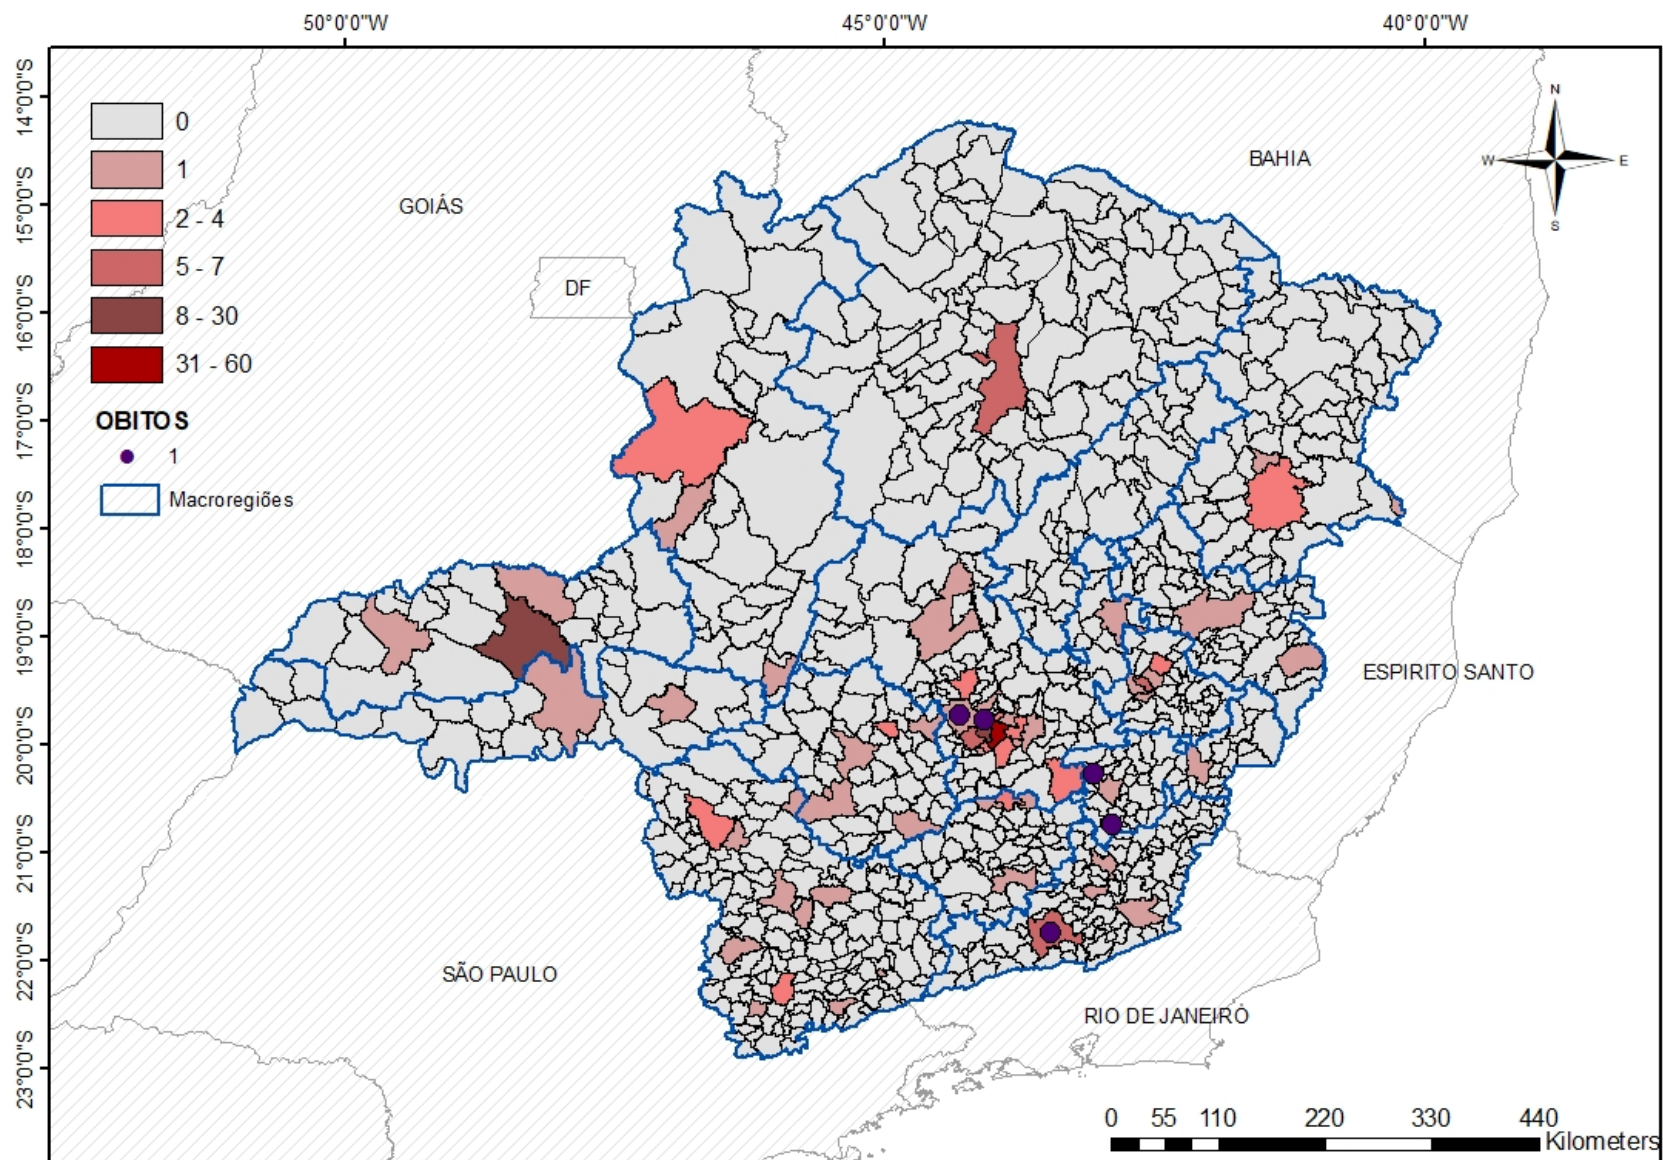 50°0'0"W 45°0'0"W 40°0'0"W
14°0'0"S
15°0'0"S
16°0'0"S
17°0'0"S
18°0'0"S
19°0'0"S
20°0'0"S
21°0'0"S
22°0'0"S
23°0'0"S
0
1
2 - 4
5 - 7
8 - 30
31 - 60
OBITOS
1
Macroregiões
N
W E
S
BAHIA
GOIÁS
DF
ESPIRITO SANTO
SÃO PAULO
RIO DE JANEIRO
0 55 110 220 330 440
Kilometers